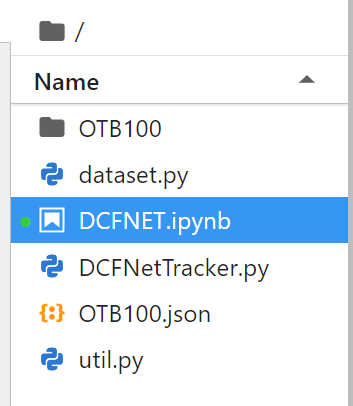 /
Name
OTB100
dataset.py
DCFNET.ipynb
DCFNetTracker.py
OTB100.json
util.py